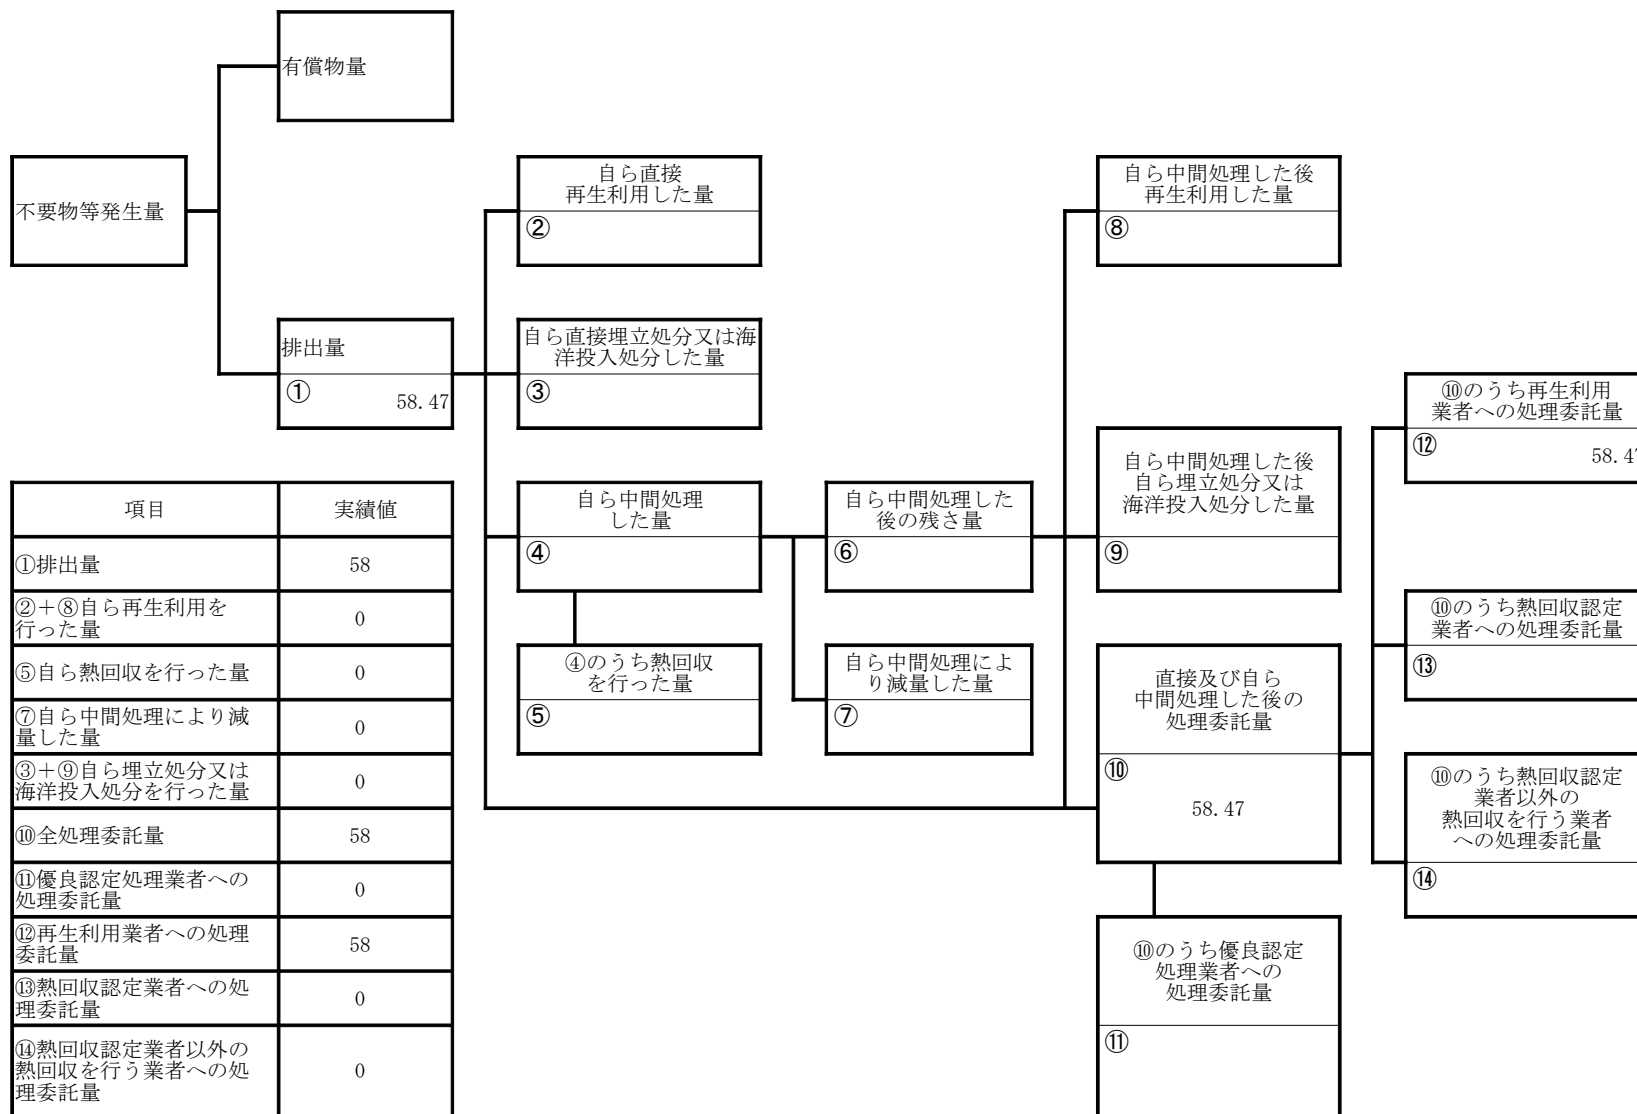 有償物量
不要物等発生量
自ら直接
再生利用した量
②
自ら中間処理した後
再生利用した量
⑧
排出量
①
58.47
自ら直接埋立処分又は海
洋投入処分した量
③
⑩のうち再生利用
業者への処理委託量
⑫
58.47
自ら中間処理した後
自ら埋立処分又は
海洋投入処分した量
⑨
自ら中間処理
した量
④
自ら中間処理した
後の残さ量
⑥
⑩のうち熱回収認定
業者への処理委託量
⑬
④のうち熱回収
を行った量
⑤
自ら中間処理によ
り減量した量
⑦
直接及び自ら
中間処理した後の
処理委託量
⑩
58.47
⑩のうち熱回収認定
業者以外の
熱回収を行う業者
への処理委託量
⑭
⑩のうち優良認定
処理業者への
処理委託量
⑪
項目 実績値
①排出量 58
②＋⑧自ら再生利用を
行った量 0
⑤自ら熱回収を行った量 0
⑦自ら中間処理により減
量した量 0
③＋⑨自ら埋立処分又は
海洋投入処分を行った量 0
⑩全処理委託量 58
⑪優良認定処理業者への
処理委託量 0
⑫再生利用業者への処理
委託量 58
⑬熱回収認定業者への処
理委託量 0
⑭熱回収認定業者以外の
熱回収を行う業者への処
理委託量 0